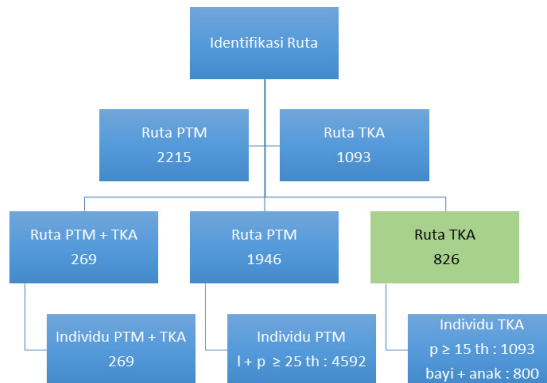 Identifikasi Ruta
Ruta PTM
2215
Ruta TKA
1093
Ruta PTM + TKA
269
Ruta PTM
1946
Ruta TKA
826
Individu PTM + TKA
269
Individu PTM
l + p ≥ 25 th : 4592
Individu TKA
p ≥ 15 th : 1093
bayi + anak : 800